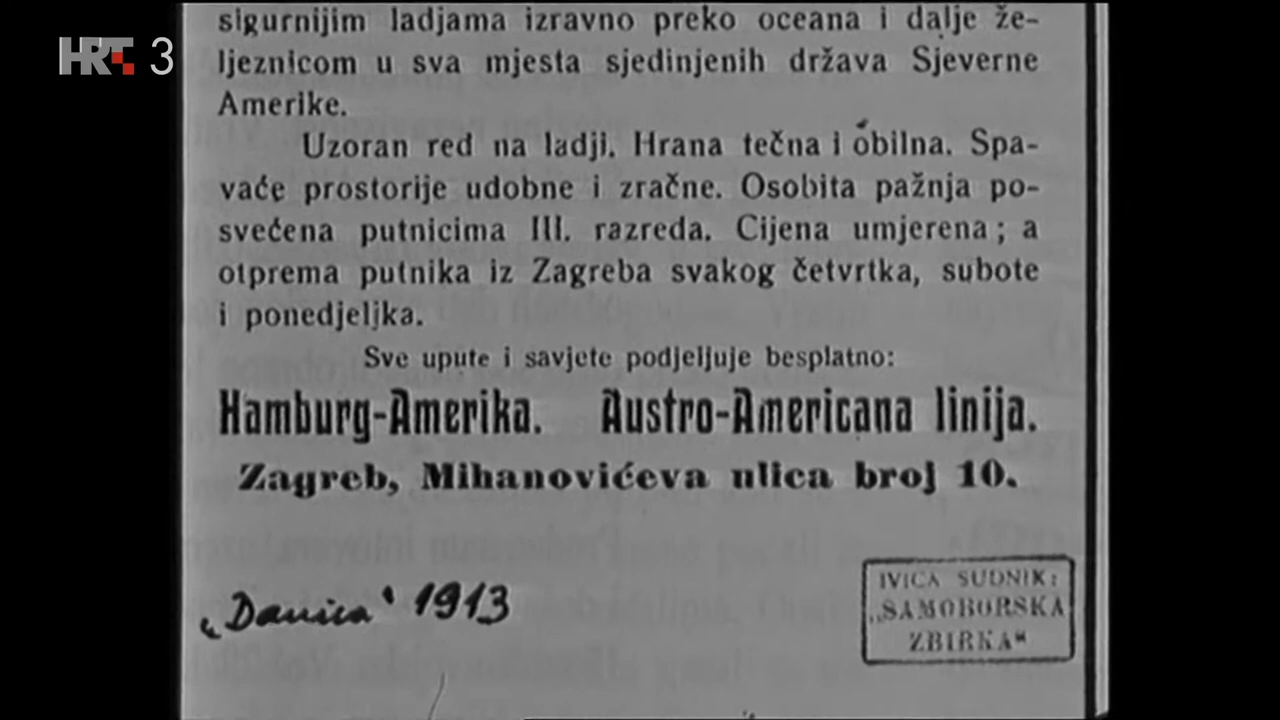 HRT 3
sigurnijim ladjama izravno preko oceana i dalje že-
ljeznicom u sva mjesta sjedinjenih država Sjeverne
Amerike.
Uzoran red na ladji. Hrana tečna i obilna. Spa-
vaće prostorije udobne i zračne. Osobita pažnja po-
svećena putnicima III. razreda. Cijena umjerena; a
otprema putnika iz Zagreba svakog četvrtka, subote
i ponedjeljka.
Sve upute i savjete podjeljuje besplatno:
Hamburg-Amerika. Austro-Americana linija.
Zagreb, Mihanovićeva ulica broj 10.
„Danica“ 1913
IVICA SUDNIK:
„SAMOBORSKA
ZBIRKA“